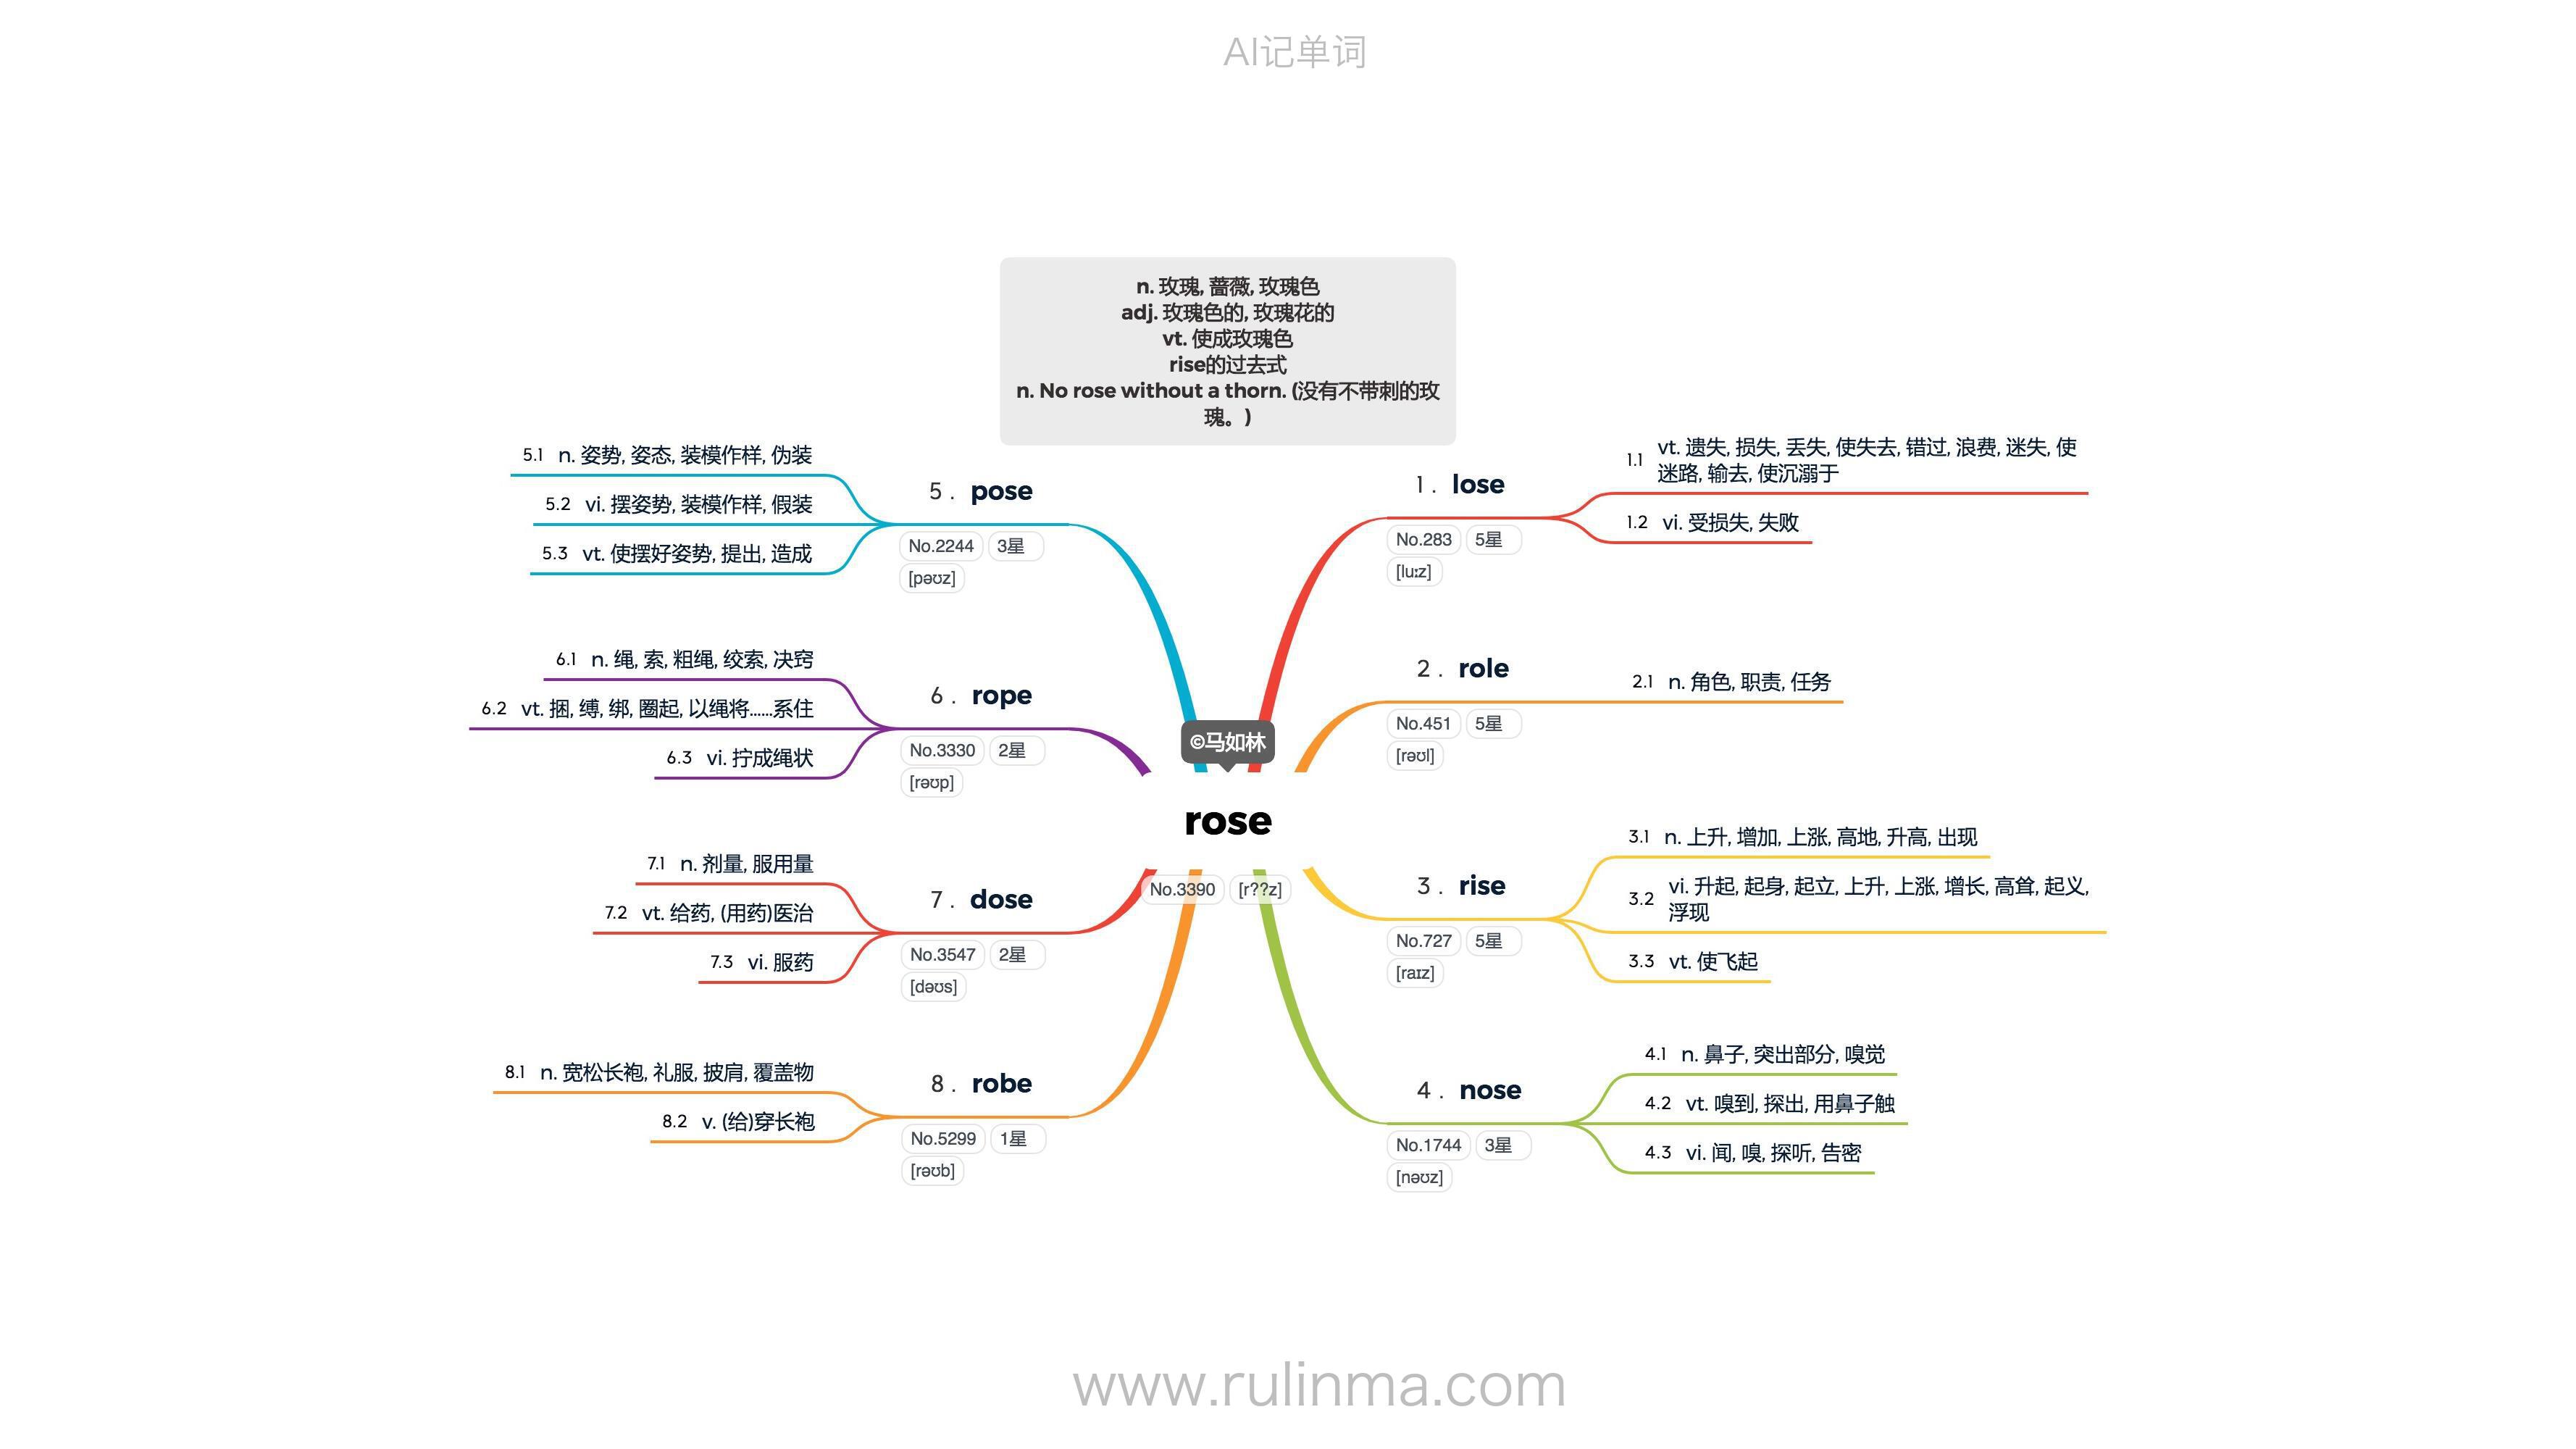 AI记单词
n. 玫瑰, 蔷薇, 玫瑰色
adj. 玫瑰色的, 玫瑰花的
vt. 使成玫瑰色
rise的过去式
n. No rose without a thorn. (没有不带刺的玫
瑰。)
©马如林
rose
No.3390 [r??z]
1. lose
No.283 5星
[luːz]
1.1 vt. 遗失, 损失, 丢失, 使失去, 错过, 浪费, 迷失, 使
迷路, 输去, 使沉溺于
1.2 vi. 受损失, 失败
2. role
No.451 5星
[rəʊl]
2.1 n. 角色, 职责, 任务
3. rise
No.727 5星
[raɪz]
3.1 n. 上升, 增加, 上涨, 高地, 升高, 出现
3.2 vi. 升起, 起身, 起立, 上升, 上涨, 增长, 高耸, 起义,
浮现
3.3 vt. 使飞起
4. nose
No.1744 3星
[nəʊz]
4.1 n. 鼻子, 突出部分, 嗅觉
4.2 vt. 嗅到, 探出, 用鼻子触
4.3 vi. 闻, 嗅, 探听, 告密
5. pose
No.2244 3星
[pəʊz]
5.1 n. 姿势, 姿态, 装模作样, 伪装
5.2 vi. 摆姿势, 装模作样, 假装
5.3 vt. 使摆好姿势, 提出, 造成
6. rope
No.3330 2星
[rəʊp]
6.1 n. 绳, 索, 粗绳, 绞索, 决窍
6.2 vt. 捆, 缚, 绑, 圈起, 以绳将……系住
6.3 vi. 拧成绳状
7. dose
No.3547 2星
[dəʊs]
7.1 n. 剂量, 服用量
7.2 vt. 给药, (用药)医治
7.3 vi. 服药
8. robe
No.5299 1星
[rəʊb]
8.1 n. 宽松长袍, 礼服, 披肩, 覆盖物
8.2 v. (给)穿长袍
www.rulinma.com